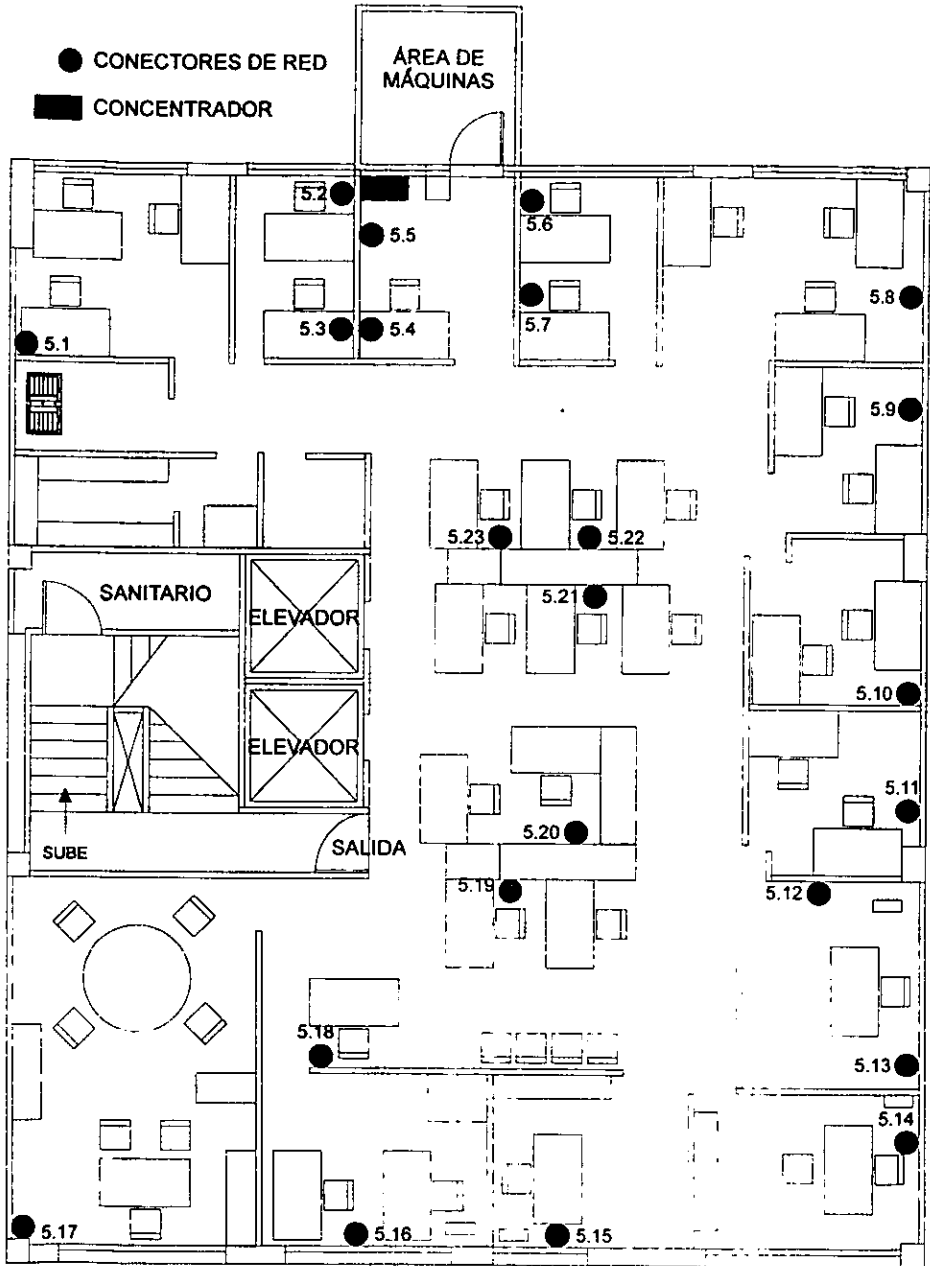 CONECTORES DE RED
CONCENTRADOR
ÁREA DE
MÁQUINAS
5.2
5.5
5.6
5.8
5.3
5.4
5.7
5.1
5.9
5.23
5.22
SANITARIO
ELEVADOR
5.21
5.10
ELEVADOR
5.11
5.20
SALIDA
SUBE
5.19
5.12
5.18
5.13
5.14
5.17
5.16
5.15